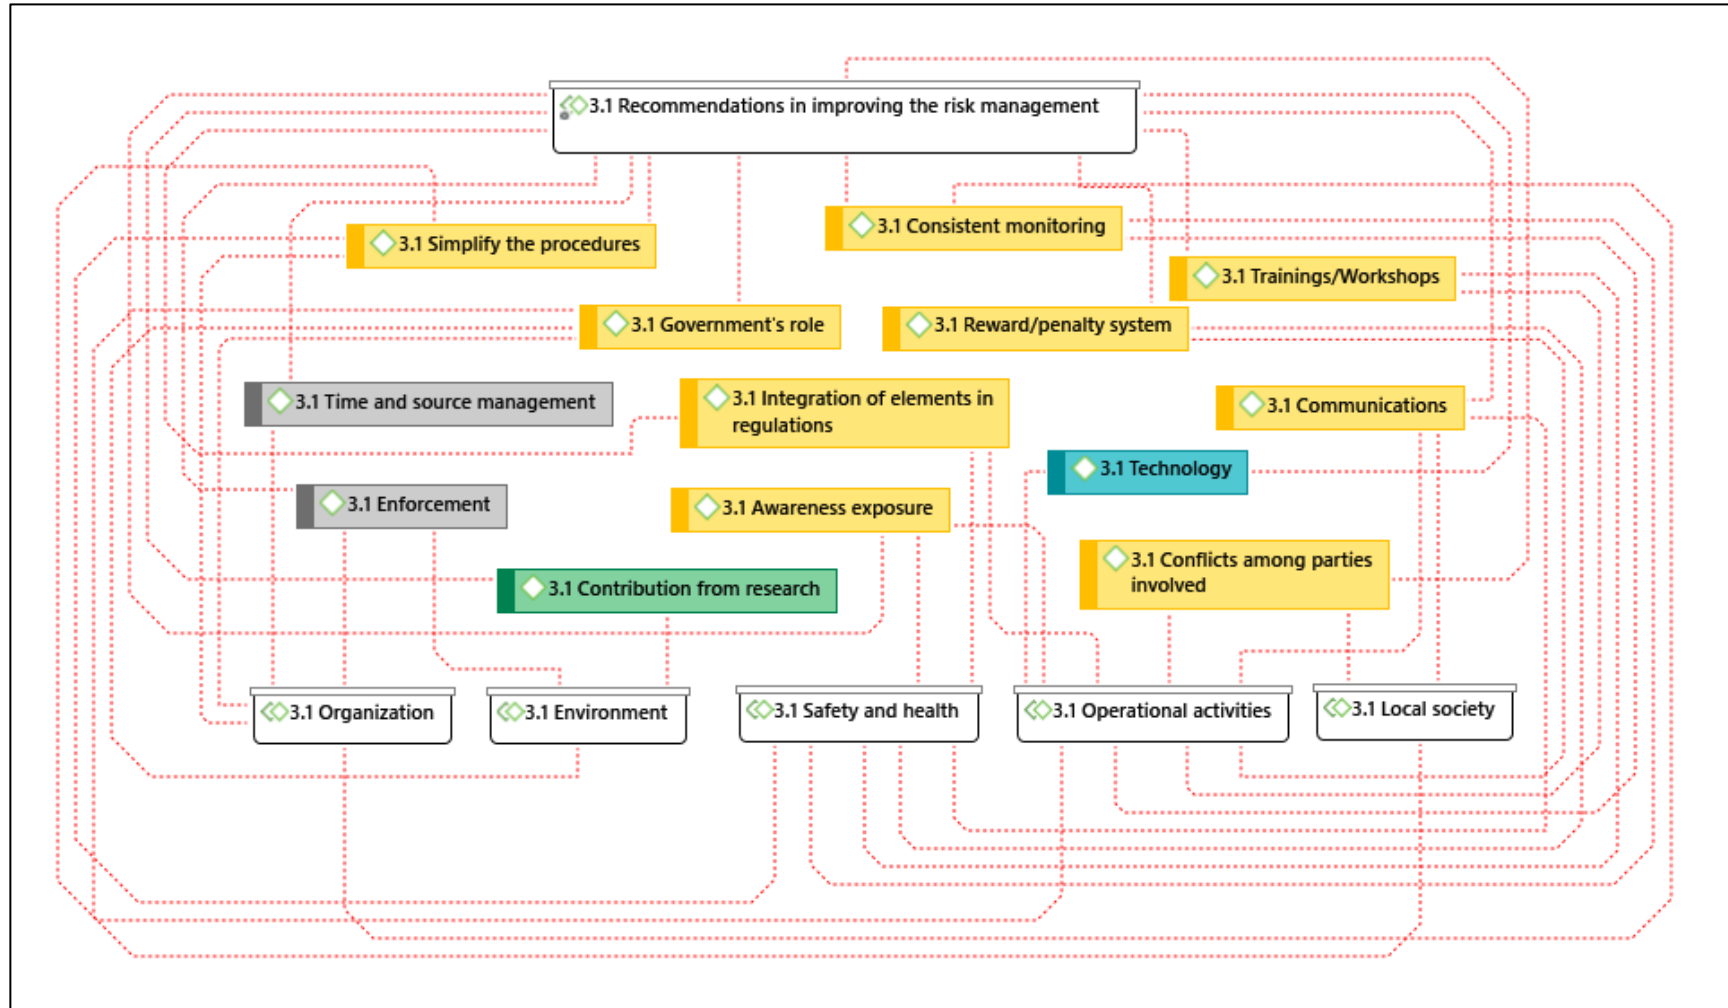 3.1 Recommendations in improving the risk management
3.1 Simplify the procedures
3.1 Consistent monitoring
3.1 Trainings/Workshops
3.1 Government's role
3.1 Reward/penalty system
3.1 Time and source management
3.1 Integration of elements in
regulations
3.1 Communications
3.1 Technology
3.1 Enforcement
3.1 Awareness exposure
3.1 Conflicts among parties
involved
3.1 Contribution from research
3.1 Organization
3.1 Environment
3.1 Safety and health
3.1 Operational activities
3.1 Local society